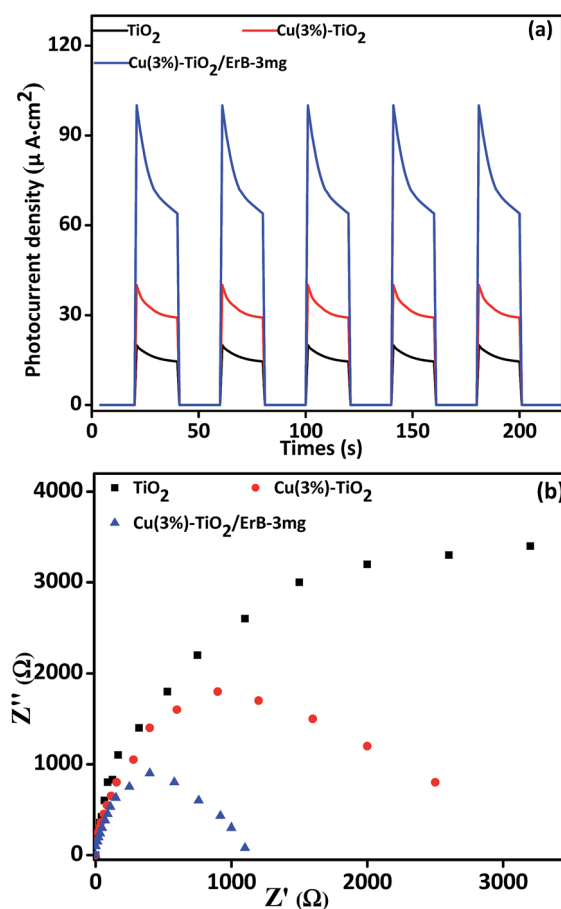 TiO2 Cu(3%)-TiO2 (a)
Cu(3%)-TiO2/ErB-3mg
Photocurrent density (μ A·cm2)
120
90
60
30
0
0 50 100 150 200
Times (s)
TiO2 Cu(3%)-TiO2 (b)
Cu(3%)-TiO2/ErB-3mg
Z'' (Ω)
4000
3000
2000
1000
0
0 1000 2000 3000
Z' (Ω)